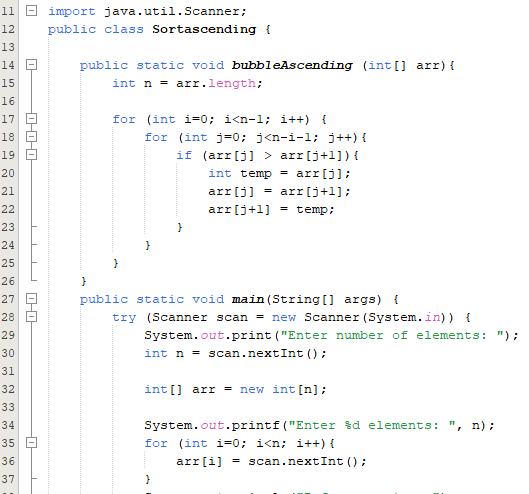 11 import java.util.Scanner;
12 public class Sortascending {
13
14 public static void bubbleAscending (int[] arr){
15 int n = arr.length;
16
17 for (int i=0; i<n-1; i++) {
18 for (int j=0; j<n-i-1; j++){
19 if (arr[j] > arr[j+1]){
20 int temp = arr[j];
21 arr[j] = arr[j+1];
22 arr[j+1] = temp;
23 }
24 }
25 }
26 }
27 public static void main(String[] args) {
28 try (Scanner scan = new Scanner(System.in)) {
29 System.out.print("Enter number of elements: ");
30 int n = scan.nextInt();
31
32 int[] arr = new int[n];
33
34 System.out.printf("Enter %d elements: ", n);
35 for (int i=0; i<n; i++){
36 arr[i] = scan.nextInt();
37 }